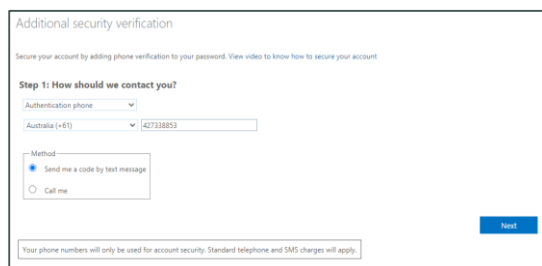 Additional security verification
Secure your account by adding phone verification to your password. View video to know how to secure your account
Step 1: How should we contact you?
Authentication phone
Australia (+61) 427338853
Method
Send me a code by text message
Call me
Next
Your phone numbers will only be used for account security. Standard telephone and SMS charges will apply.